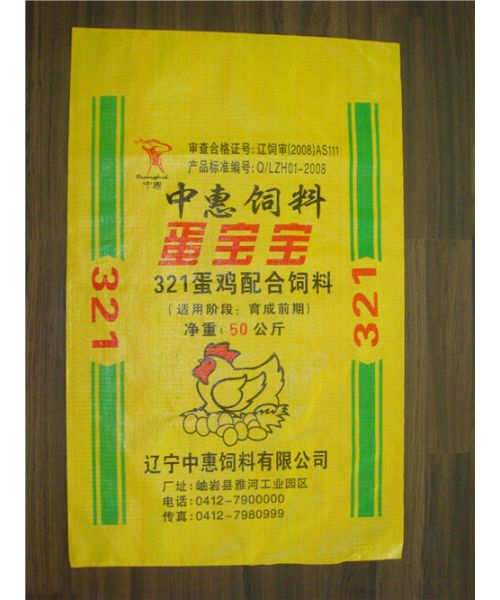 审查合格证号：辽饲审(2008)AS111
产品标准编号：Q/LZH01-2008
中惠
中惠饲料
蛋宝宝
321蛋鸡配合饲料
（适用阶段：育成前期）
净重：50公斤
321
321
辽宁中惠饲料有限公司
厂址：岫岩县雅河工业园区
电话：0412-7900000
传真：0412-7980999